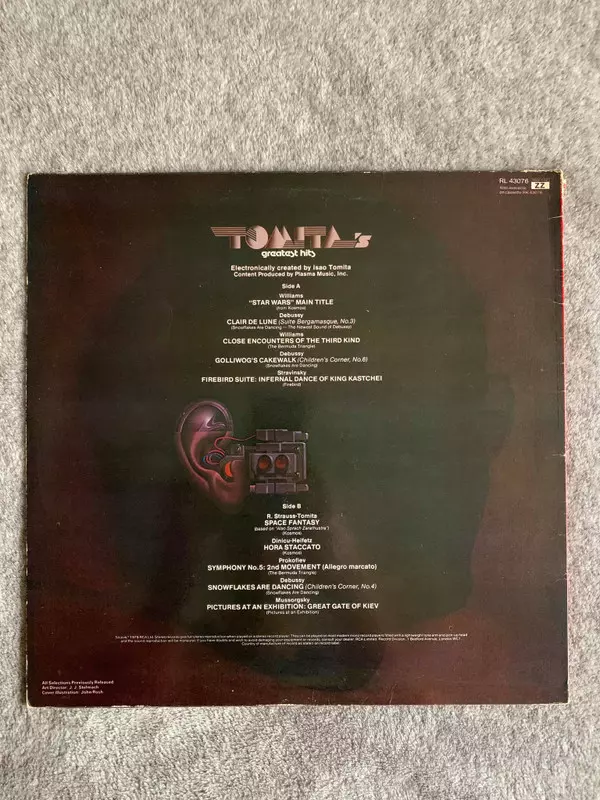 RL 43076
ZZ
TOMITA's
greatest hits
Electronically created by Isao Tomita
Content Produced by Plasma Music, Inc.
Side A
Williams
"STAR WARS" MAIN TITLE
(from Kosmos)
Debussy
CLAIR DE LUNE (Suite Bergamasque, No.3)
(Snowflakes Are Dancing — The Newest Sound of Debussy)
Williams
CLOSE ENCOUNTERS OF THE THIRD KIND
(The Bermuda Triangle)
Debussy
GOLLIWOG'S CAKEWALK (Children's Corner, No.6)
(Snowflakes Are Dancing)
Stravinsky
FIREBIRD SUITE: INFERNAL DANCE OF KING KASTCHEI
(Firebird)
Side B
R. Strauss-Tomita
SPACE FANTASY
(based on "Also Sprach Zarathustra")
(Kosmos)
Dinicu-Heifetz
HORA STACCATO
(Kosmos)
Prokofiev
SYMPHONY No.5: 2nd MOVEMENT (Allegro marcato)
(The Bermuda Triangle)
Debussy
SNOWFLAKES ARE DANCING (Children's Corner, No.4)
(Snowflakes Are Dancing)
Mussorgsky
PICTURES AT AN EXHIBITION: GREAT GATE OF KIEV
(Pictures at an Exhibition)
All Selections Previously Released
Art Director: J. J. Stelmach
Cover Illustration: John Rush